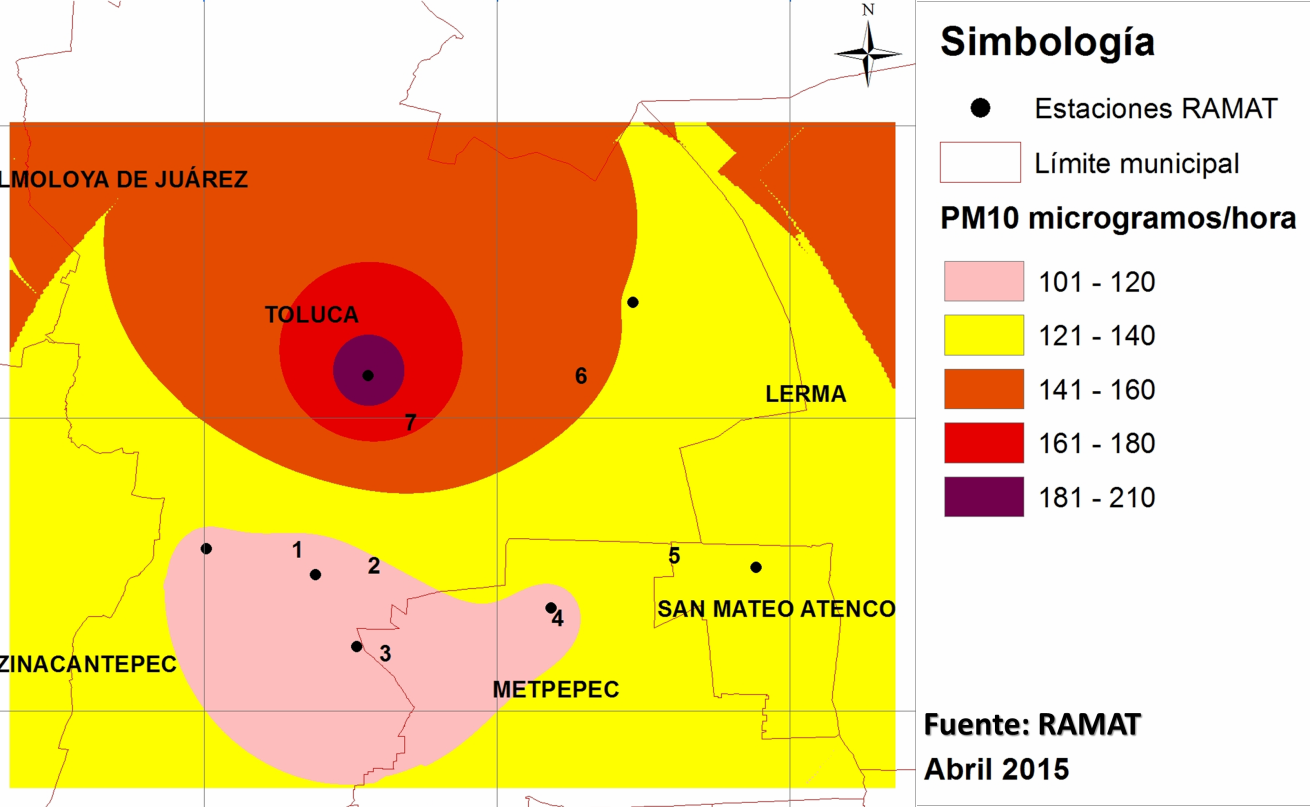 N
LMOLOYA DE JUÁREZ
TOLUCA
6
LERMA
7
1
2
5
4
SAN MATEO ATENCO
3
ZINACANTEPEC
METPEPEC
Simbología
Estaciones RAMAT
Límite municipal
PM10 microgramos/hora
101 - 120
121 - 140
141 - 160
161 - 180
181 - 210
Fuente: RAMAT
Abril 2015